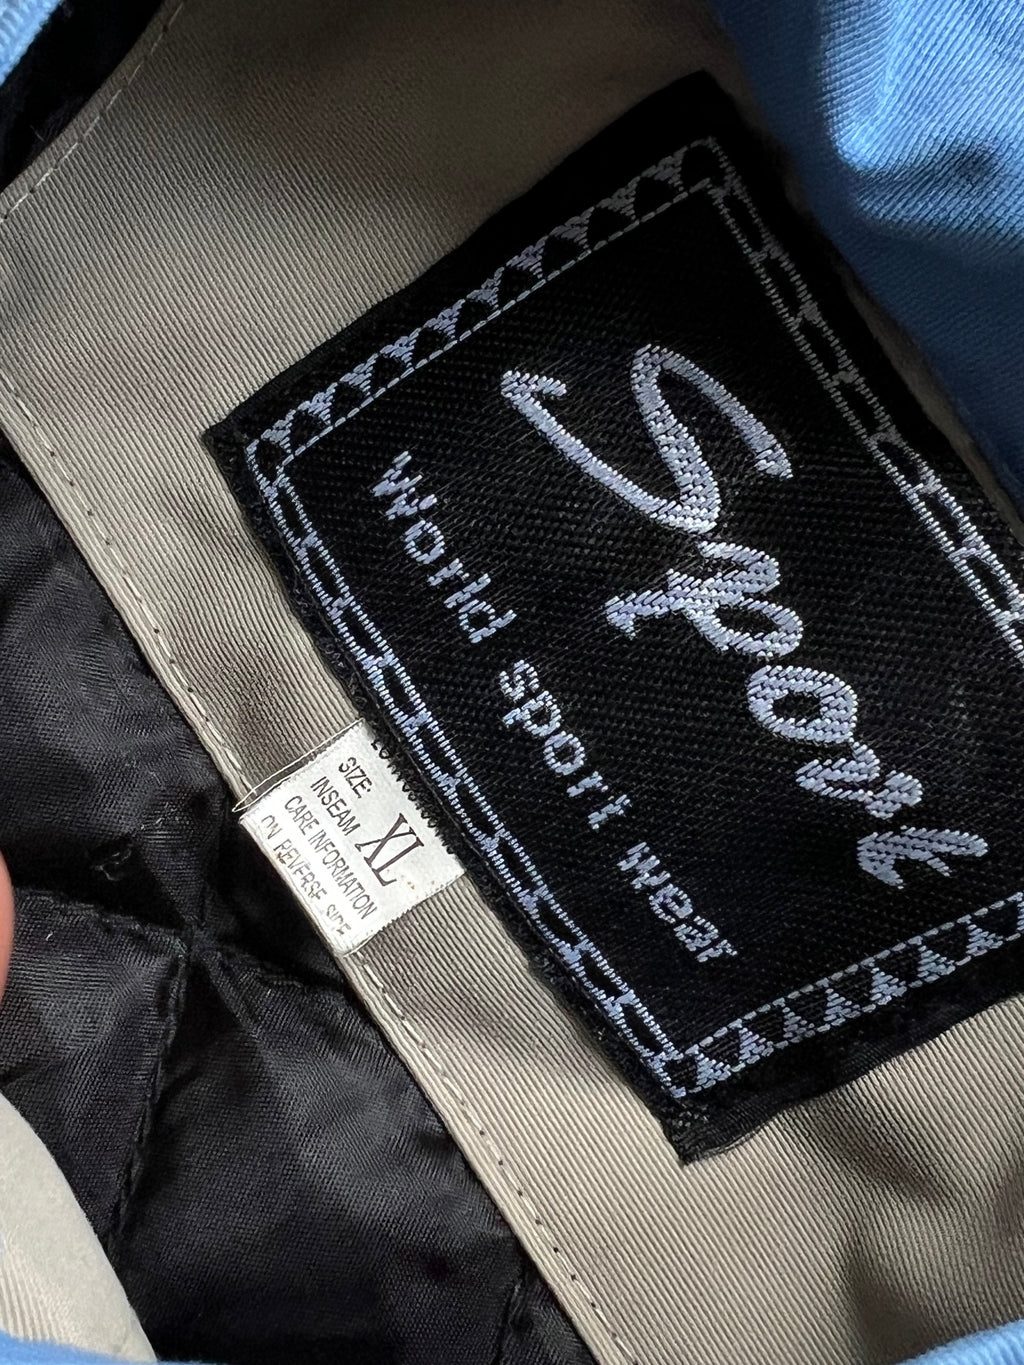 Sport
World sport wear
SIZE: XL
INSEAM
CARE INFORMATION
ON REVERSE SIDE